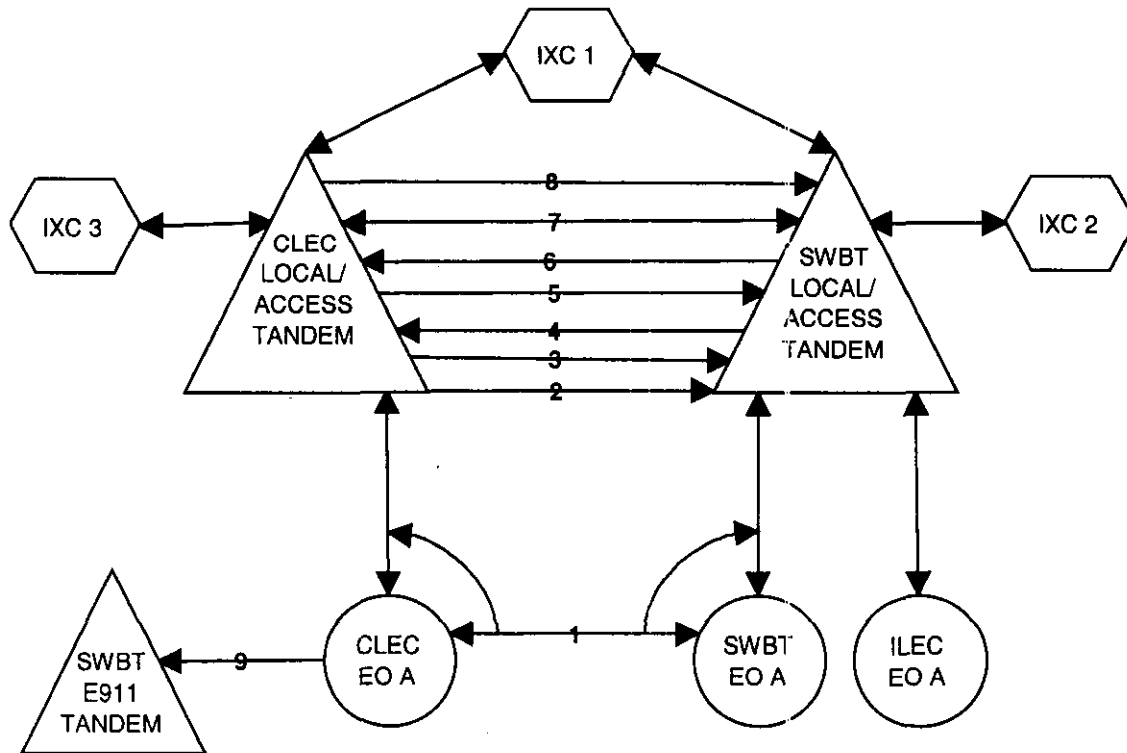 IXC 1
8
IXC 3
7
IXC 2
CLEC
LOCAL/
ACCESS
TANDEM
6
5
4
3
2
SWBT
LOCAL/
ACCESS
TANDEM
1
CLEC
EO A
SWBT
EO A
ILEC
EO A
9
SWBT
E911
TANDEM